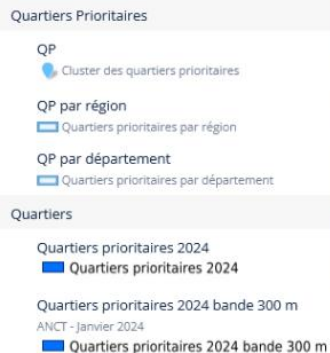 Quartiers Prioritaires
QP
Cluster des quartiers prioritaires
QP par région
Quartiers prioritaires par région
QP par département
Quartiers prioritaires par département
Quartiers
Quartiers prioritaires 2024
Quartiers prioritaires 2024
Quartiers prioritaires 2024 bande 300 m
ANCT - Janvier 2024
Quartiers prioritaires 2024 bande 300 m